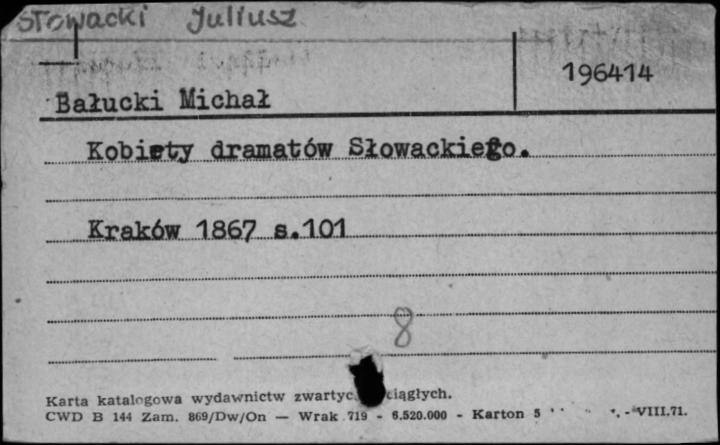 Słowacki Juliusz
196414
Bałucki Michał
Kobiety dramatów Słowackiego.
Kraków 1867 s.101
8
Karta katalogowa wydawnictw ciągłych.
CWD B 144 Zam. 869/Dw/On — Wrak 719 - 6.520.000 - Karton 5 VIII.71.